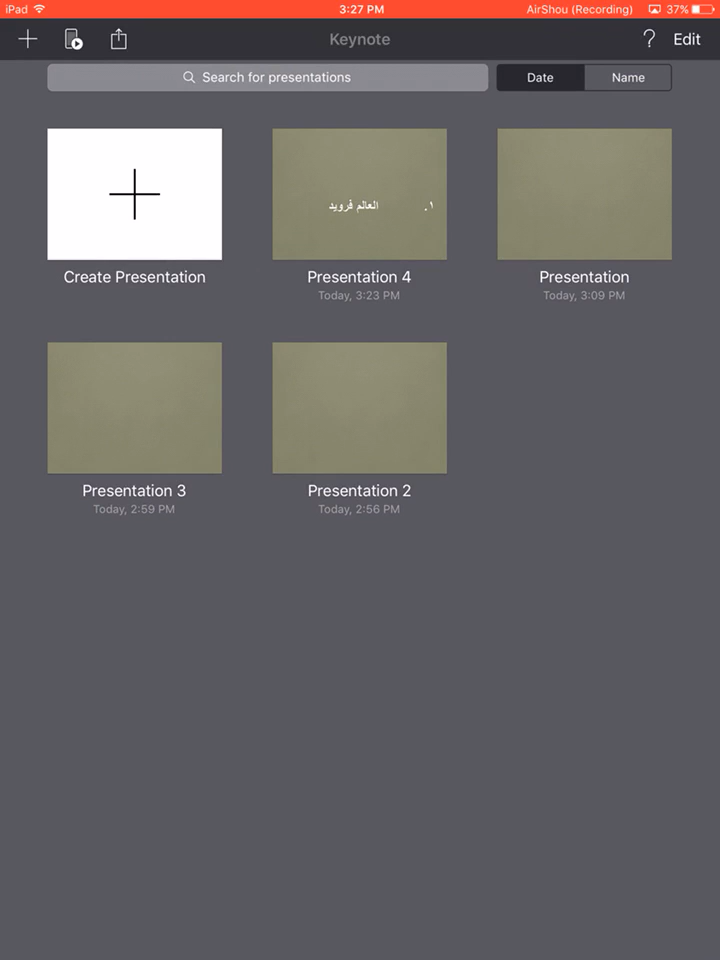 iPad 3:27 PM AirShou (Recording) 37%
Keynote
? Edit
Search for presentations
Date Name
١. العالم فرويد
Create Presentation
Presentation 4
Today, 3:23 PM
Presentation
Today, 3:09 PM
Presentation 3
Today, 2:59 PM
Presentation 2
Today, 2:56 PM